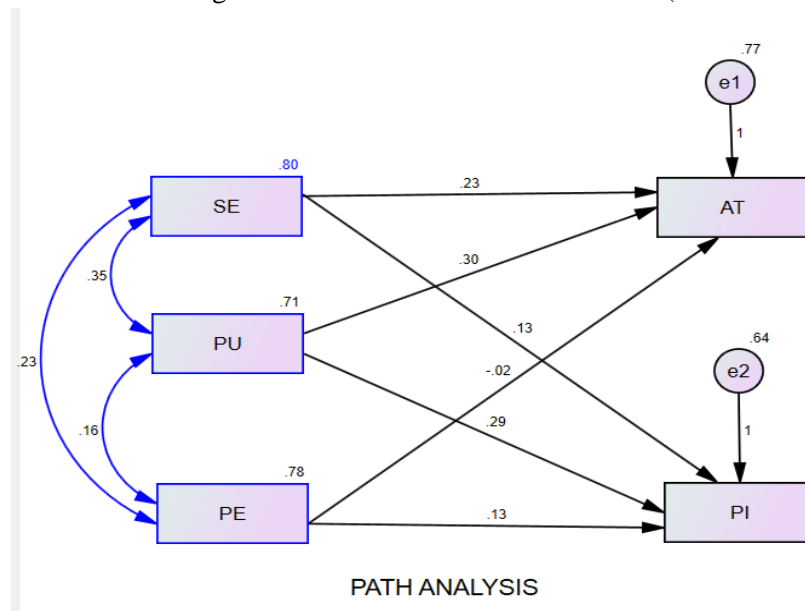 .77
e1
1
.80
SE
.23
AT
.35
.30
.71
PU
.13
.64
.23
-.02
e2
.16
.29
1
.78
PE
.13
PI
PATH ANALYSIS